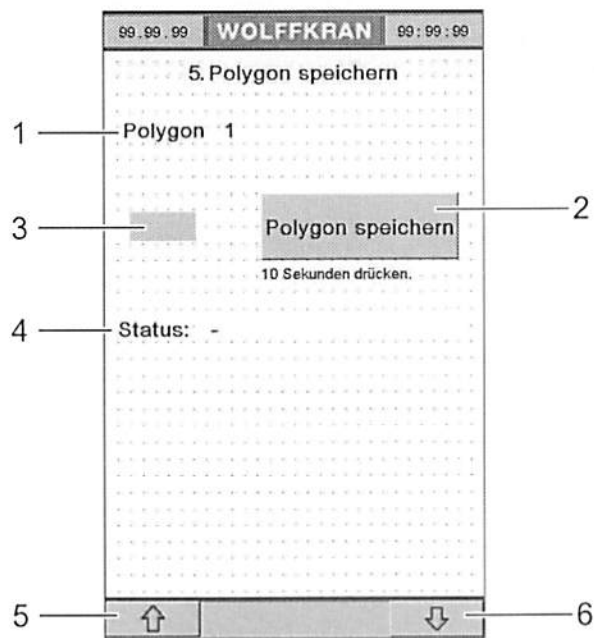 99.99.99 WOLFFKRAN 99:99:99
5. Polygon speichern
1 Polygon 1
2
3 Polygon speichern
10 Sekunden drücken.
4 Status: -
5 6